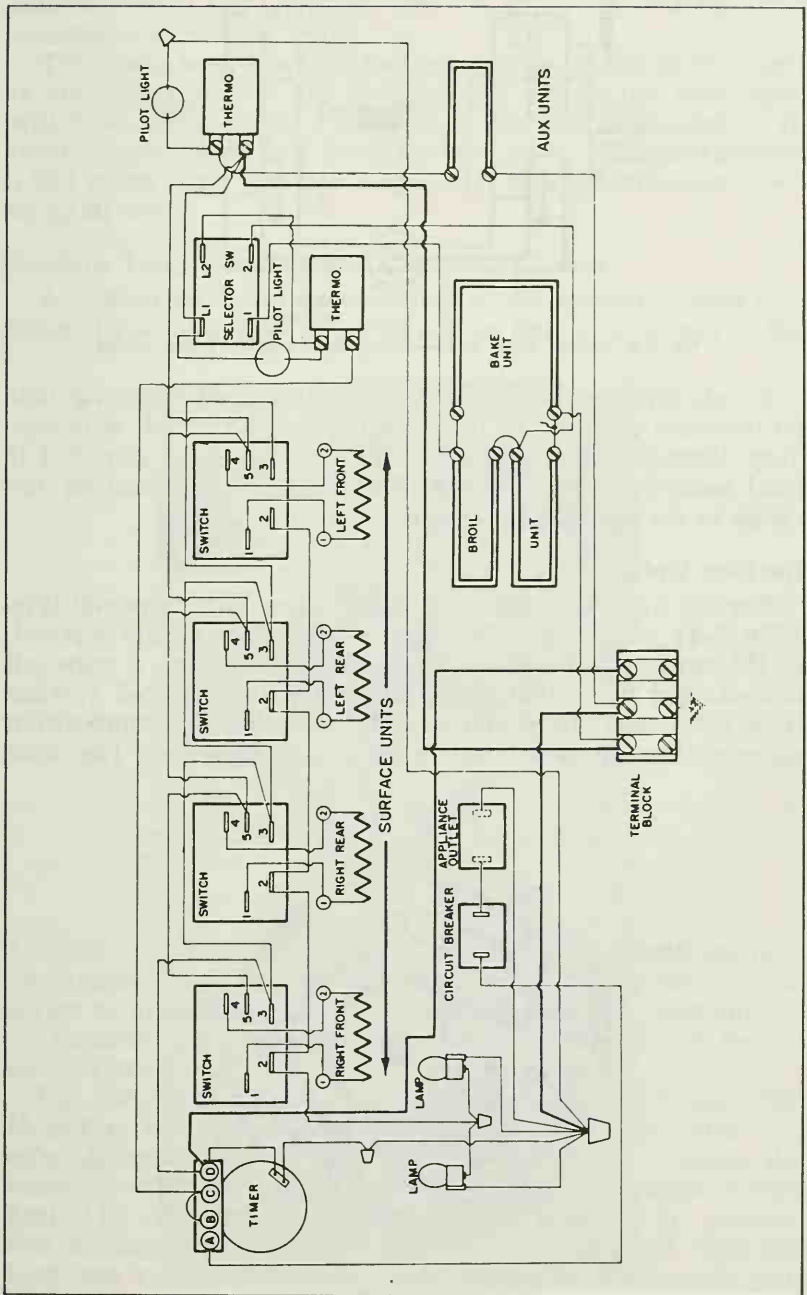 A B C D
TIMER
SWITCH
4
5
1
2
3
RIGHT FRONT
1
2
SWITCH
4
5
1
2
3
RIGHT REAR
1
2
SWITCH
4
5
1
2
3
LEFT REAR
1
2
SWITCH
4
5
1
2
3
LEFT FRONT
1
2
SURFACE UNITS
L1
L2
SELECTOR SW
1
2
PILOT LIGHT
THERMO.
PILOT LIGHT
THERMO
LAMP
LAMP
CIRCUIT BREAKER
APPLIANCE
OUTLET
BROIL
UNIT
BAKE
UNIT
AUX UNITS
TERMINAL
BLOCK